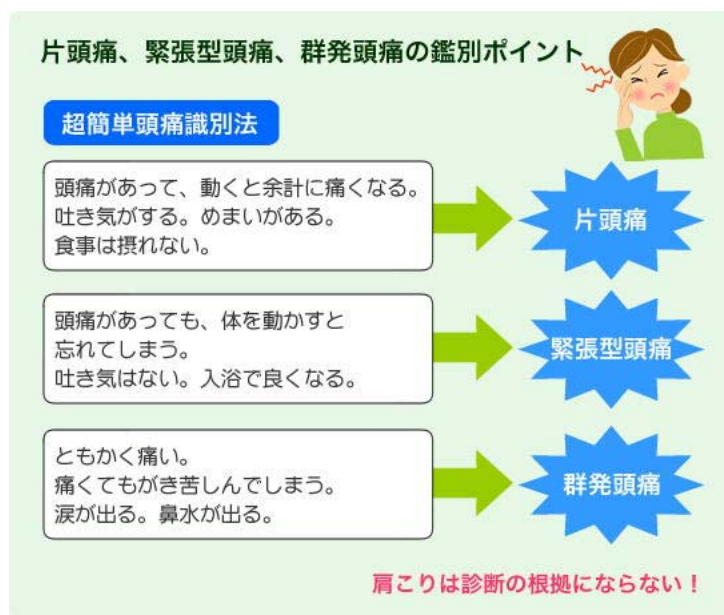 片頭痛、緊張型頭痛、群発頭痛の鑑別ポイント
超簡単頭痛識別法
頭痛があって、動くと余計に痛くなる。
吐き気がする。めまいがある。
食事は摂れない。
片頭痛
頭痛があっても、体を動かすと
忘れてしまう。
吐き気はない。入浴で良くなる。
緊張型頭痛
ともかく痛い。
痛くてもがき苦しんでしまう。
涙が出る。鼻水が出る。
群発頭痛
肩こりは診断の根拠にならない！